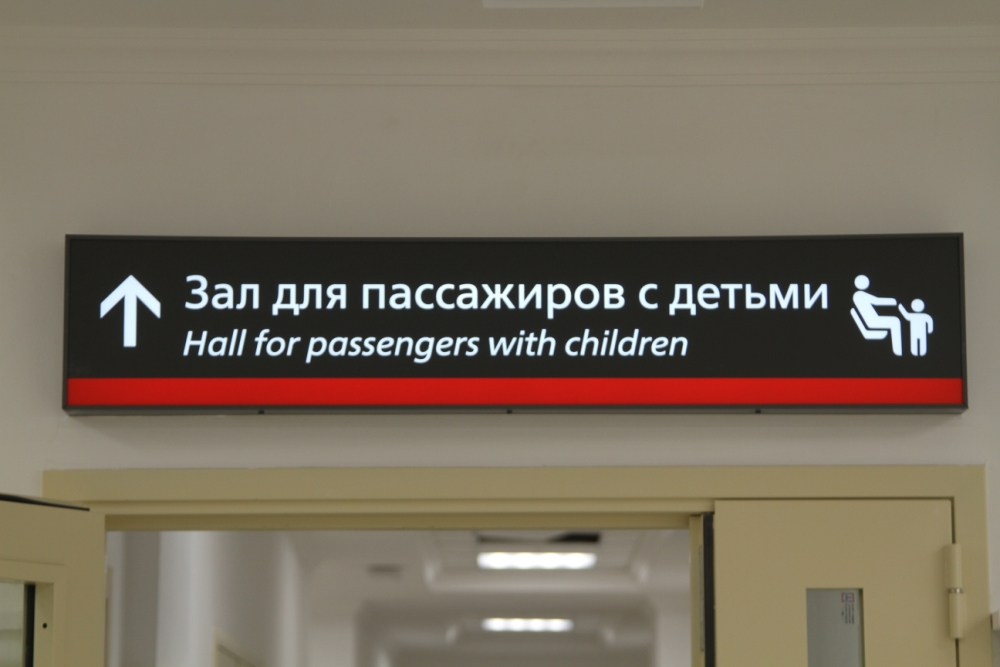 Зал для пассажиров с детьми
Hall for passengers with children